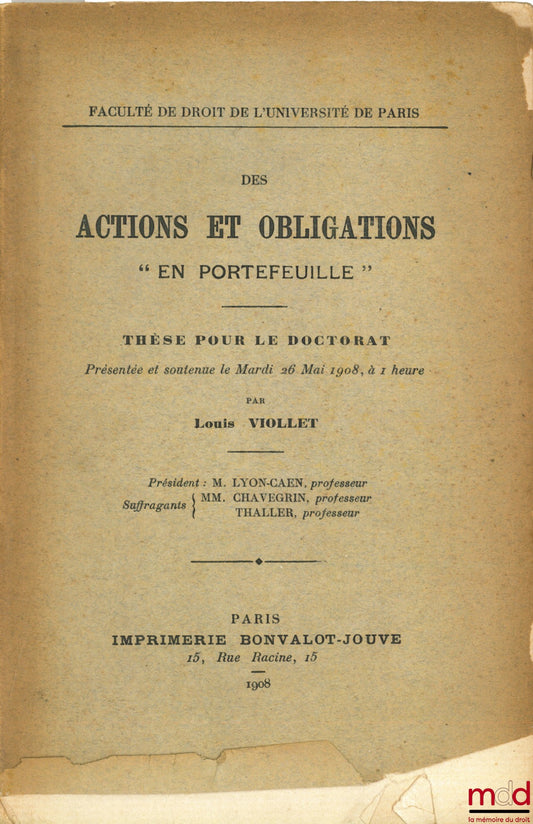 FACULTÉ DE DROIT DE L'UNIVERSITÉ DE PARIS
DES
ACTIONS ET OBLIGATIONS
“ EN PORTEFEUILLE ”
THÈSE POUR LE DOCTORAT
Présentée et soutenue le Mardi 26 Mai 1908, à 1 heure
PAR
Louis VIOLLET
Président : M. LYON-CAEN, professeur
Suffragants { MM. CHAVEGRIN, professeur
THALLER, professeur
PARIS
IMPRIMERIE BONVALOT-JOUVE
15, Rue Racine, 15
1908
mdd
la mémoire du droit